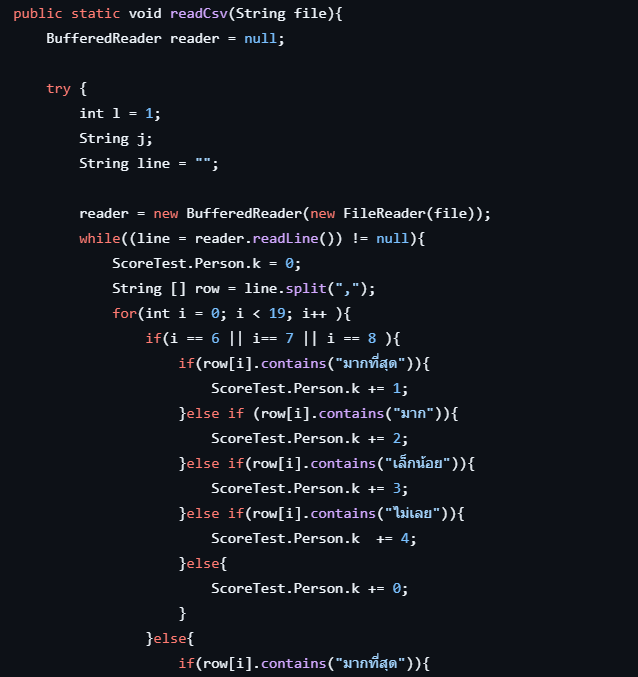 public static void readCsv(String file){
BufferedReader reader = null;
try {
int l = 1;
String j;
String line = "";
reader = new BufferedReader(new FileReader(file));
while((line = reader.readLine()) != null){
ScoreTest.Person.k = 0;
String [] row = line.split(",");
for(int i = 0; i < 19; i++ ){
if(i == 6 || i== 7 || i == 8 ){
if(row[i].contains("มากที่สุด")){
ScoreTest.Person.k += 1;
}else if (row[i].contains("มาก")){
ScoreTest.Person.k += 2;
}else if(row[i].contains("เล็กน้อย")){
ScoreTest.Person.k += 3;
}else if(row[i].contains("ไม่เลย")){
ScoreTest.Person.k  += 4;
}else{
ScoreTest.Person.k += 0;
}
}else{
if(row[i].contains("มากที่สุด")){